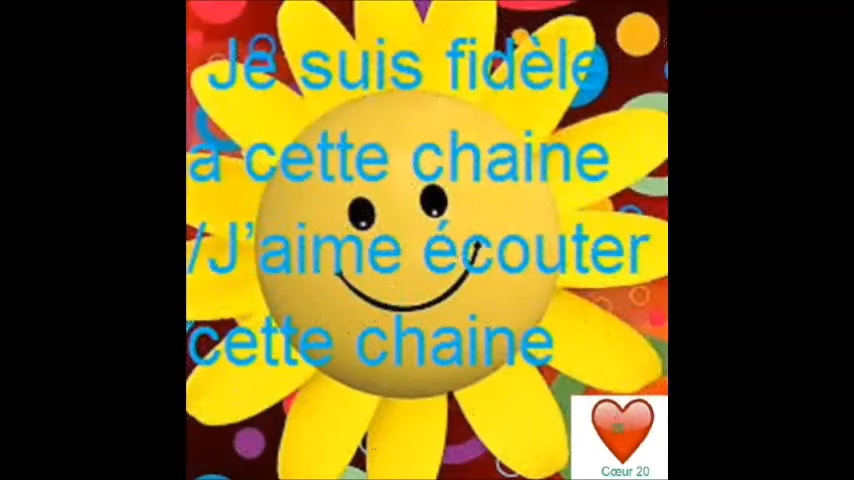 Je suis fidèle
a cette chaine
/J’aime écouter
cette chaine
Cœur 20